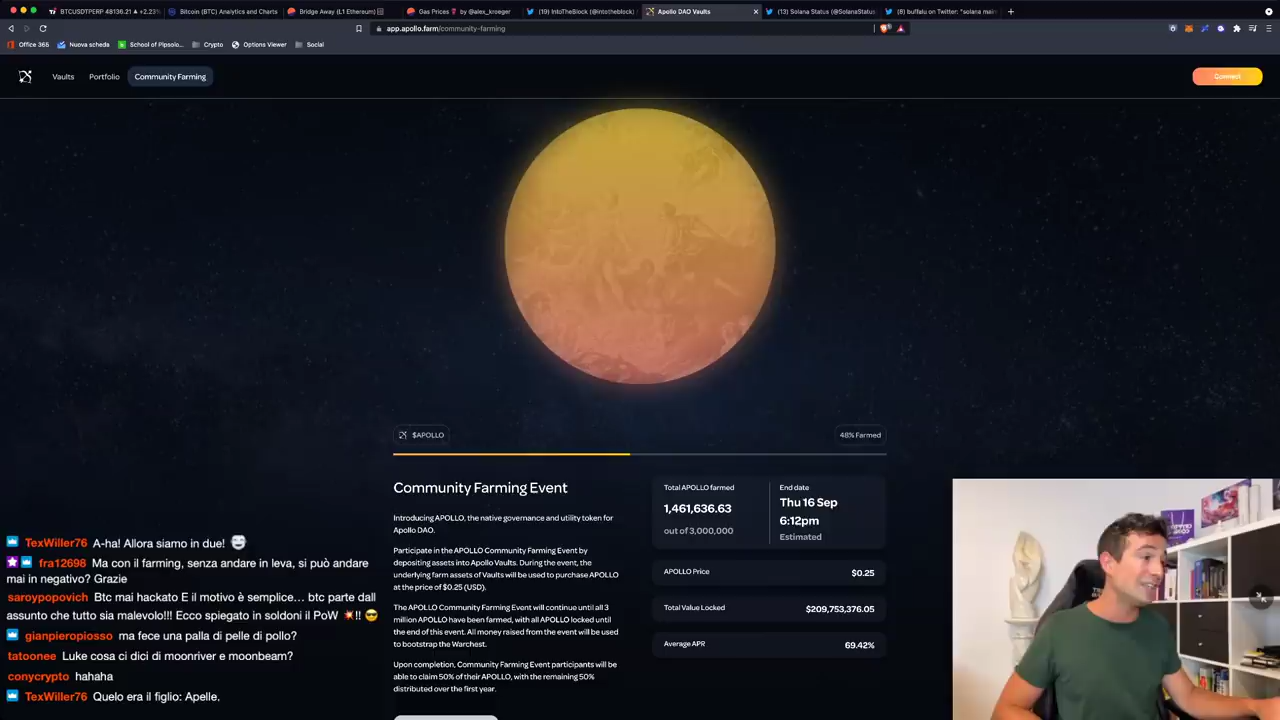 BTCUSDTPERP 48136.21 ▲ +2.23%
Bitcoin (BTC) Analytics and Charts
Bridge Away (L1 Ethereum)
Gas Prices by @alex_kroeger
(19) IntoTheBlock (@intotheblock)
Apollo DAO Vaults
(13) Solana Status (@SolanaStatus
(8) buffalu on Twitter: "solana mai
app.apollo.farm/community-farming
Office 365
Nuova scheda
School of Pipsolo...
Crypto
Options Viewer
Social
Vaults
Portfolio
Community Farming
Connect
$APOLLO
48% Farmed
Community Farming Event
Introducing APOLLO, the native governance and utility token for
Apollo DAO.
Participate in the APOLLO Community Farming Event by
depositing assets into Apollo Vaults. During the event, the
underlying farm assets of Vaults will be used to purchase APOLLO
at the price of $0.25 (USD).
The APOLLO Community Farming Event will continue until all 3
million APOLLO have been farmed, with all APOLLO locked until
the end of this event. All money raised from the event will be used
to bootstrap the Warchest.
Upon completion, Community Farming Event participants will be
able to claim 50% of their APOLLO, with the remaining 50%
distributed over the first year.
Total APOLLO farmed
1,461,636.63
out of 3,000,000
End date
Thu 16 Sep
6:12pm
Estimated
APOLLO Price
$0.25
Total Value Locked
$209,753,376.05
Average APR
69.42%
TexWiller76 A-ha! Allora siamo in due!
fra12698 Ma con il farming, senza andare in leva, si può andare
mai in negativo? Grazie
saroypopovich Btc mai hackato E il motivo è semplice… btc parte dall
assunto che tutto sia malevolo!!! Ecco spiegato in soldoni il PoW 💥!! 😎
gianpieropiosso ma fece una palla di pelle di pollo?
tatoonee Luke cosa ci dici di moonriver e moonbeam?
conycrypto hahaha
TexWiller76 Quelo era il figlio: Apelle.